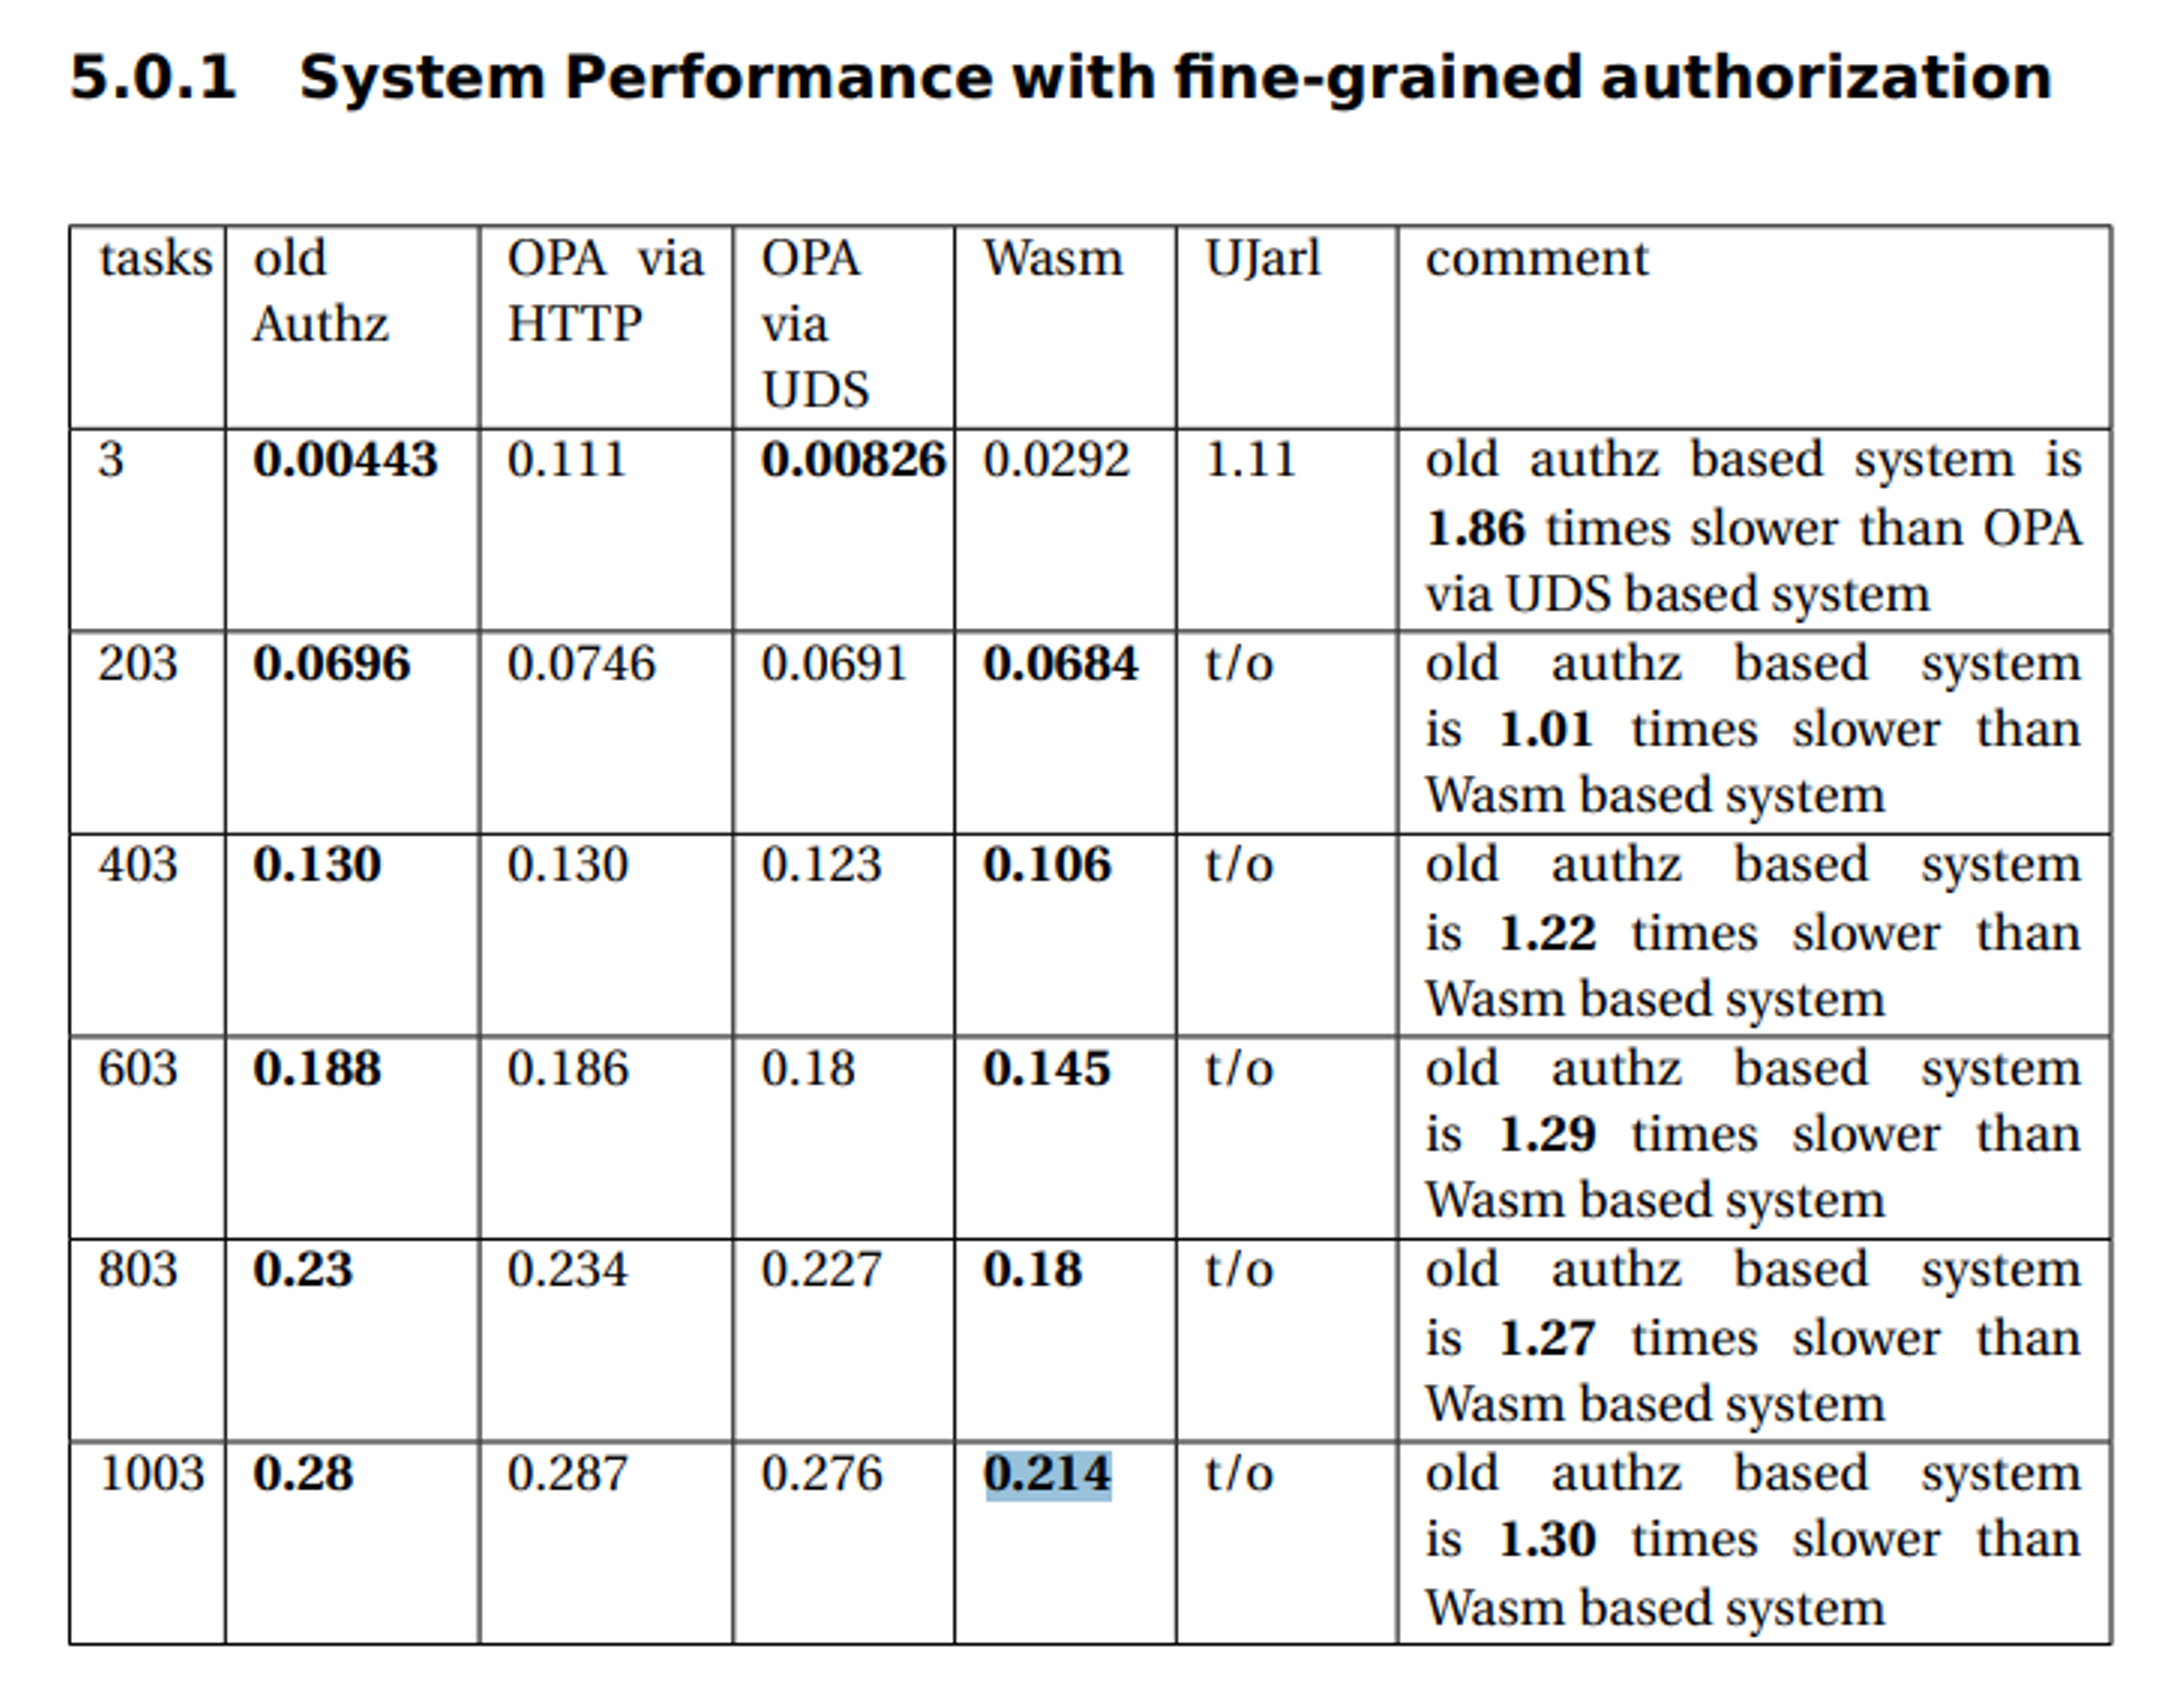 5.0.1 System Performance with fine-grained authorization
tasks
old
Authz
OPA via
HTTP
OPA
via
UDS
Wasm
UJarl
comment
3
0.00443
0.111
0.00826
0.0292
1.11
old authz based system is
1.86 times slower than OPA
via UDS based system
203
0.0696
0.0746
0.0691
0.0684
t/o
old authz based system
is 1.01 times slower than
Wasm based system
403
0.130
0.130
0.123
0.106
t/o
old authz based system
is 1.22 times slower than
Wasm based system
603
0.188
0.186
0.18
0.145
t/o
old authz based system
is 1.29 times slower than
Wasm based system
803
0.23
0.234
0.227
0.18
t/o
old authz based system
is 1.27 times slower than
Wasm based system
1003
0.28
0.287
0.276
0.214
t/o
old authz based system
is 1.30 times slower than
Wasm based system